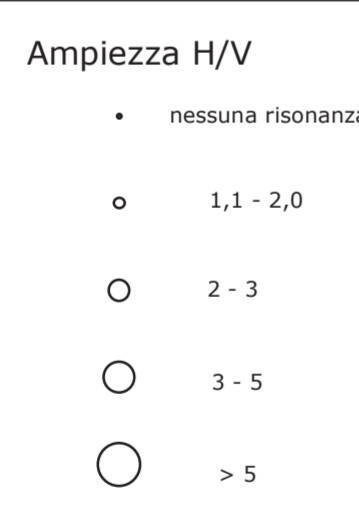 Ampiezza H/V
nessuna risonanza
1,1 - 2,0
2 - 3
3 - 5
> 5